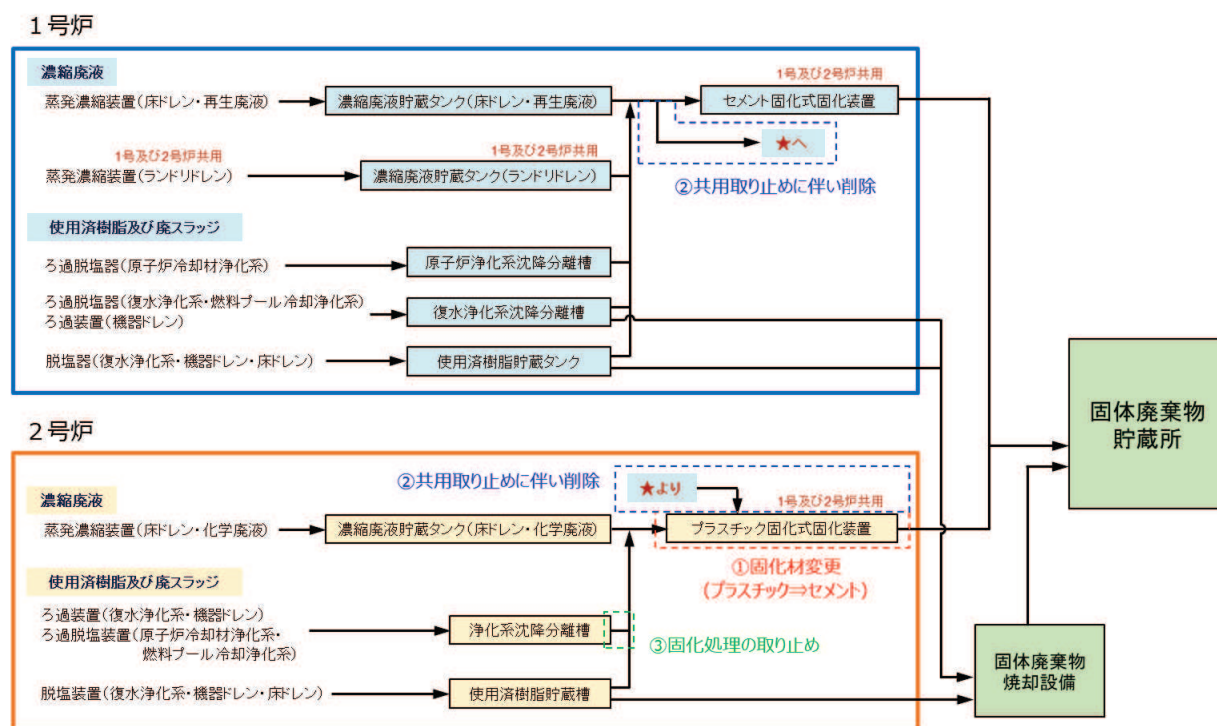 1号炉
濃縮廃液
1号及び2号炉共用
蒸発濃縮装置(床ドレン・再生廃液)
濃縮廃液貯蔵タンク(床ドレン・再生廃液)
セメント固化式固化装置
★へ
1号及び2号炉共用
1号及び2号炉共用
蒸発濃縮装置(ランドリドレン)
濃縮廃液貯蔵タンク(ランドリドレン)
②共用取り止めに伴い削除
使用済樹脂及び廃スラッジ
ろ過脱塩器(原子炉冷却材浄化系)
原子炉浄化系沈降分離槽
ろ過脱塩器(復水浄化系・燃料プール冷却浄化系)
ろ過装置(機器ドレン)
復水浄化系沈降分離槽
脱塩器(復水浄化系・機器ドレン・床ドレン)
使用済樹脂貯蔵タンク
固体廃棄物
貯蔵所
2号炉
②共用取り止めに伴い削除
★より
濃縮廃液
1号及び2号炉共用
蒸発濃縮装置(床ドレン・化学廃液)
濃縮廃液貯蔵タンク(床ドレン・化学廃液)
プラスチック固化式固化装置
①固化材変更
(プラスチック⇒セメント)
使用済樹脂及び廃スラッジ
ろ過装置(復水浄化系・機器ドレン)
ろ過脱塩装置(原子炉冷却材浄化系・
燃料プール冷却浄化系)
浄化系沈降分離槽
③固化処理の取り止め
脱塩装置(復水浄化系・機器ドレン・床ドレン)
使用済樹脂貯蔵槽
固体廃棄物
焼却設備